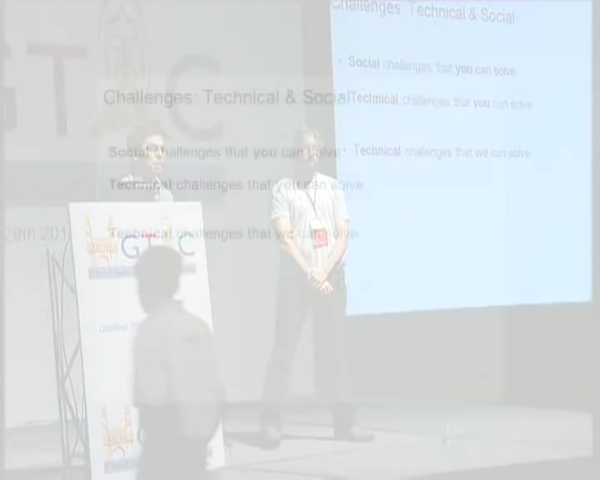 Challenges: Technical & Social
Social challenges that you can solve
Technical challenges that you can solve
Technical challenges that we can solve
G T C
Challenges: Technical & Social
Social challenges that you can solve
Technical challenges that you can solve
Technical challenges that we can solve
GTAC
October